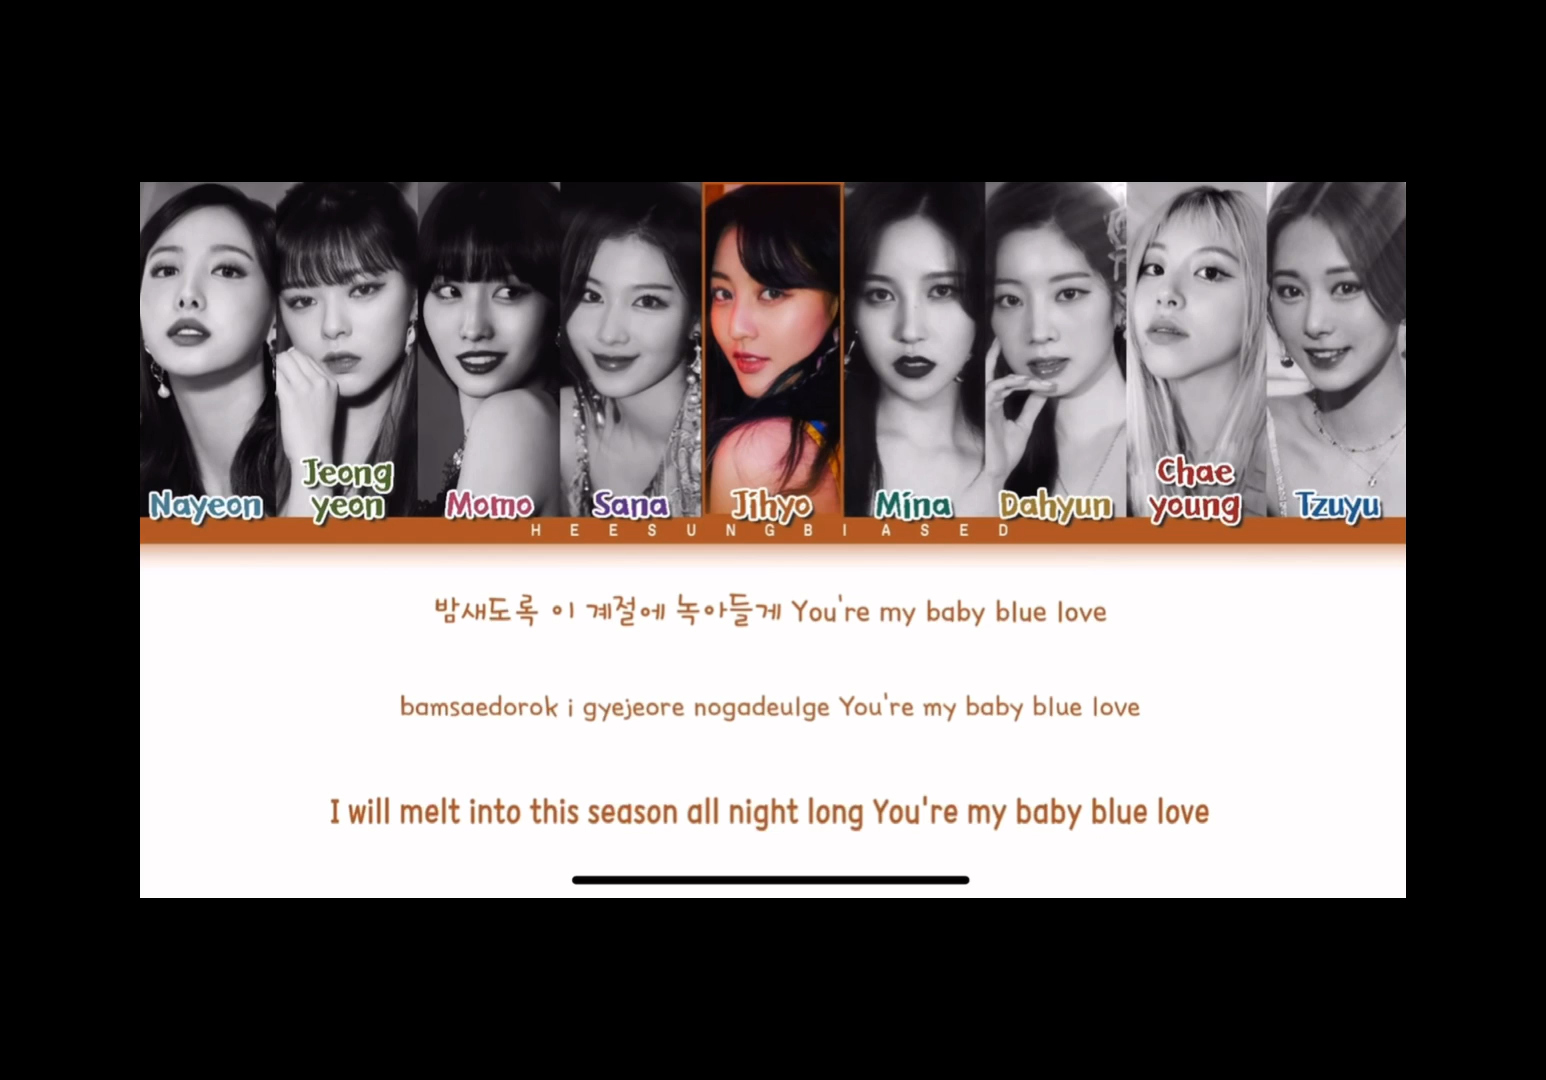 Nayeon
Jeong
yeon
Momo
Sana
Jihyo
Mina
Dahyun
Chae
young
Tzuyu
HEESUNGBIASED
밤새도록 이 계절에 녹아들게 You're my baby blue love
bamsaedorok i gyejeore nogadeulge You're my baby blue love
I will melt into this season all night long You're my baby blue love